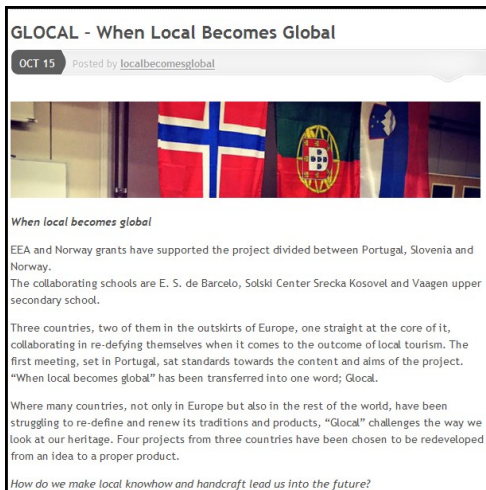 GLOCAL – When Local Becomes Global
OCT 15 Posted by localbecomesglobal
When local becomes global
EEA and Norway grants have supported the project divided between Portugal, Slovenia and
Norway.
The collaborating schools are E. S. de Barcelo, Solski Center Srecka Kosovel and Vaagen upper
secondary school.
Three countries, two of them in the outskirts of Europe, one straight at the core of it,
collaborating in re-defying themselves when it comes to the outcome of local tourism. The
first meeting, set in Portugal, sat standards towards the content and aims of the project.
“When local becomes global” has been transferred into one word; Glocal.
Where many countries, not only in Europe but also in the rest of the world, have been
struggling to re-define and renew its traditions and products, “Glocal” challenges the way we
look at our heritage. Four projects from three countries have been chosen to be redeveloped
from an idea to a proper product.
How do we make local knowhow and handcraft lead us into the future?